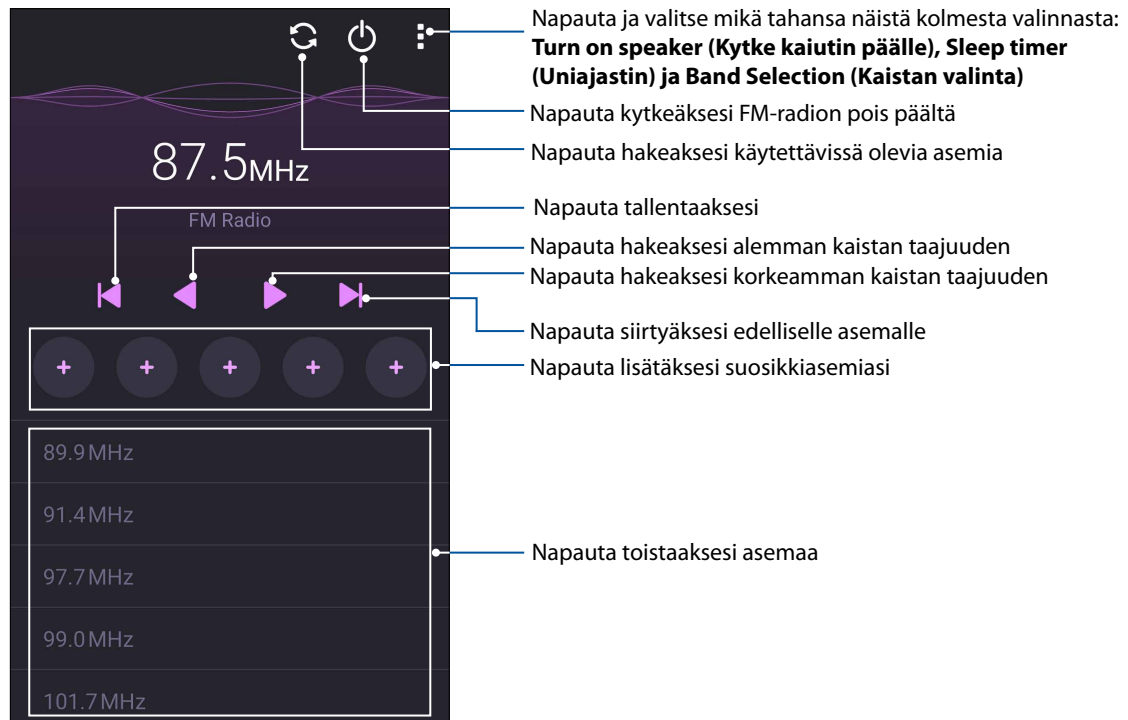 Napauta ja valitse mikä tahansa näistä kolmesta valinnasta:
Turn on speaker (Kytke kaiutin päälle), Sleep timer
(Uniajastin) ja Band Selection (Kaistan valinta)
Napauta kytkeäksesi FM-radion pois päältä
Napauta hakeaksesi käytettävissä olevia asemia
87.5MHz
FM Radio
Napauta tallentaaksesi
Napauta hakeaksesi alemman kaistan taajuuden
Napauta hakeaksesi korkeamman kaistan taajuuden
Napauta siirtyäksesi edelliselle asemalle
Napauta lisätäksesi suosikkiasemiasi
89.9MHz
91.4MHz
97.7MHz
99.0MHz
101.7MHz
Napauta toistaaksesi asemaa